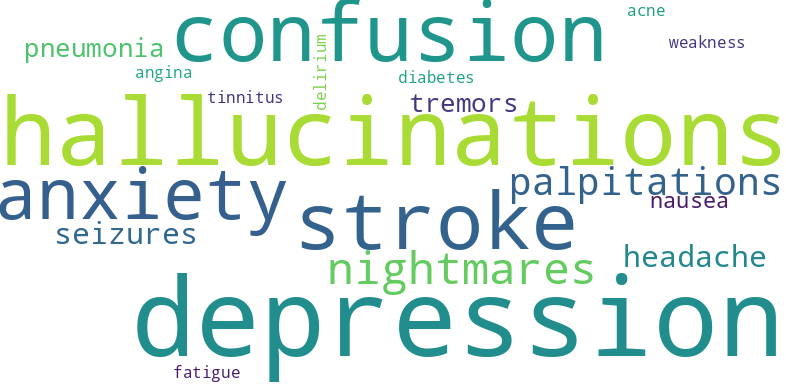 confusion
acne
pneumonia
weakness
delirium
angina
diabetes
tinnitus
tremors
hallucinations
anxiety
palpitations
stroke
nausea
seizures
headache
nightmares
depression
fatigue